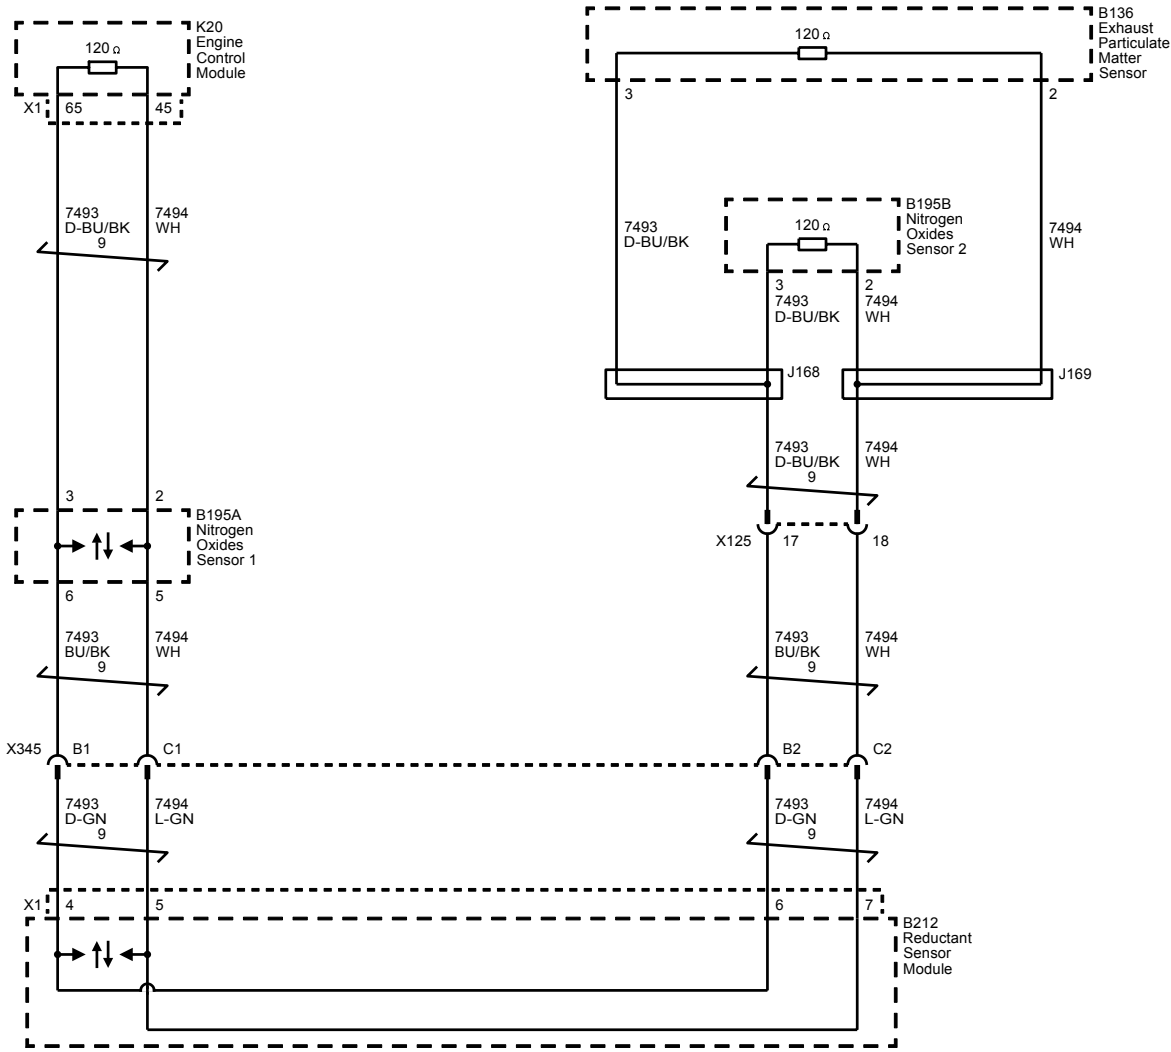 K20
Engine
Control
Module
120 Ω
X1 65 45
7493
D-BU/BK
9
7494
WH
3 2
B195A
Nitrogen
Oxides
Sensor 1
6 5
7493
BU/BK
9
7494
WH
X345 B1 C1
7493
D-GN
9
7494
L-GN
X1 4 5
B136
Exhaust
Particulate
Matter
Sensor
120 Ω
3 2
7493
D-BU/BK
7494
WH
B195B
Nitrogen
Oxides
Sensor 2
120 Ω
3 2
7493
D-BU/BK
7494
WH
J168
J169
7493
D-BU/BK
9
7494
WH
X125 17 18
7493
BU/BK
9
7494
WH
B2 C2
7493
D-GN
9
7494
L-GN
6 7
B212
Reductant
Sensor
Module